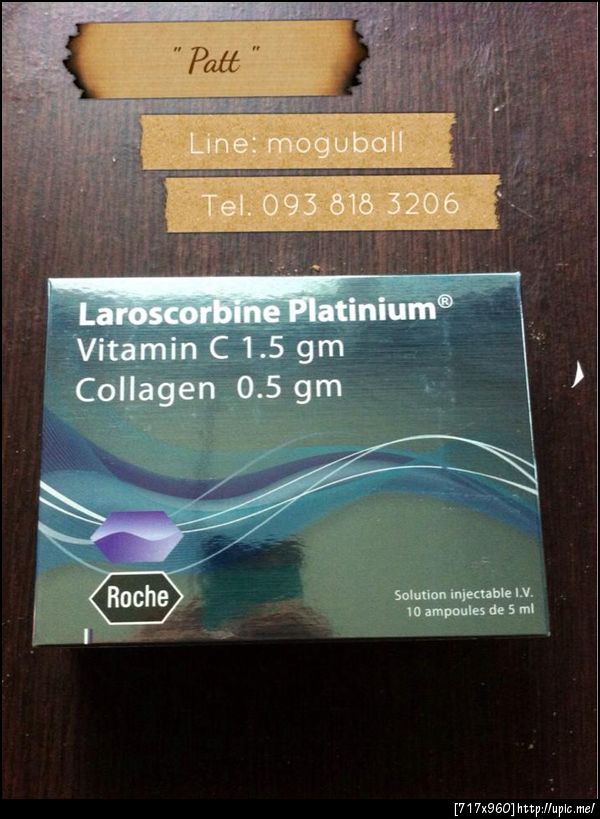 " Patt "
Line: moguball
Tel. 093 818 3206
Laroscorbine Platinium®
Vitamin C 1.5 gm
Collagen 0.5 gm
Roche
Solution injectable I.V.
10 ampoules de 5 ml
[717x960]http://upic.me/